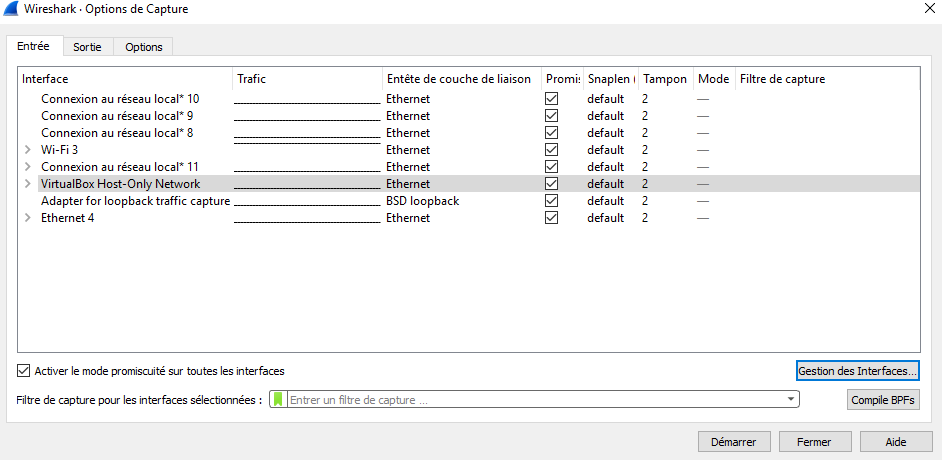 Wireshark · Options de Capture
Entrée Sortie Options
Interface Trafic Entête de couche de liaison Promis Snaplen ( Tampon Mode Filtre de capture
Connexion au réseau local* 10 Ethernet default 2 —
Connexion au réseau local* 9 Ethernet default 2 —
Connexion au réseau local* 8 Ethernet default 2 —
Wi-Fi 3 Ethernet default 2 —
Connexion au réseau local* 11 Ethernet default 2 —
VirtualBox Host-Only Network Ethernet default 2 —
Adapter for loopback traffic capture BSD loopback default 2 —
Ethernet 4 Ethernet default 2 —
Activer le mode promiscuité sur toutes les interfaces Gestion des Interfaces...
Filtre de capture pour les interfaces sélectionnées : Entrer un filtre de capture ... Compile BPFs
Démarrer Fermer Aide